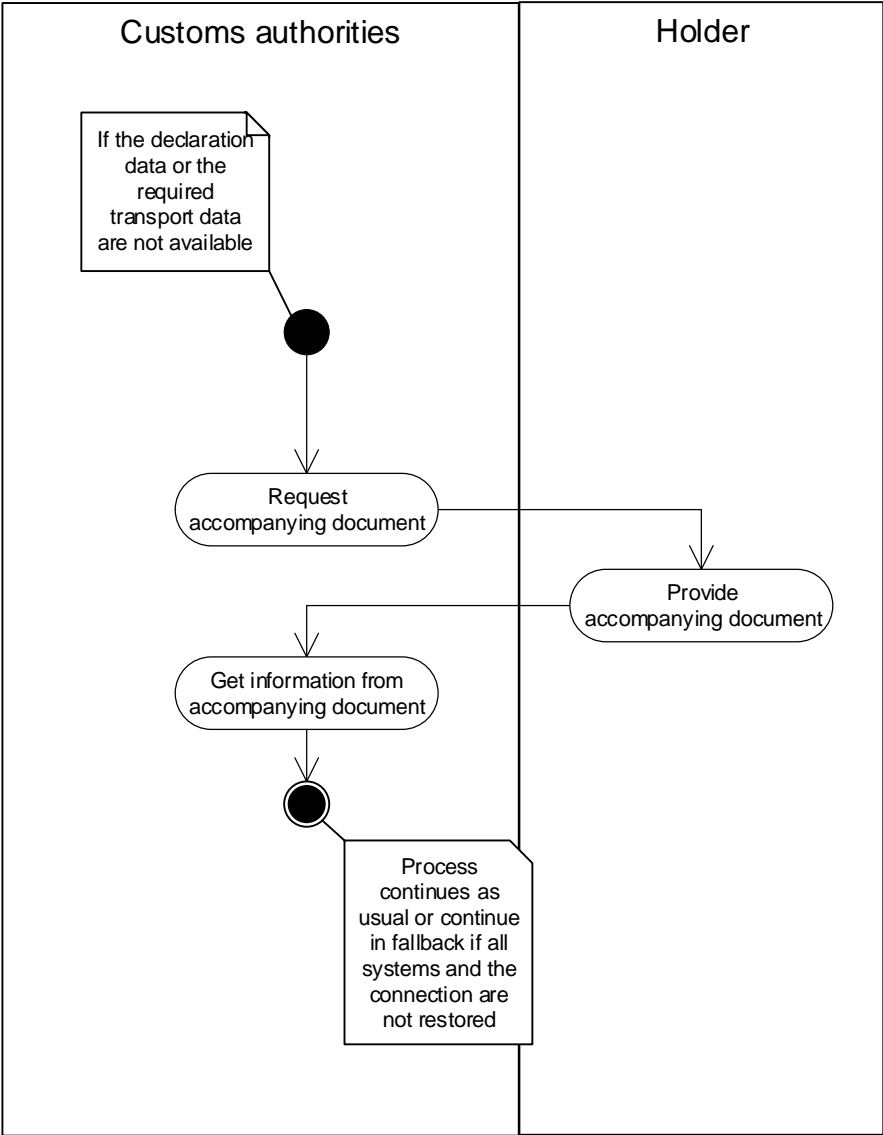 Customs authorities
Holder
If the declaration
data or the
required
transport data
are not available
Request
accompanying document
Provide
accompanying document
Get information from
accompanying document
Process
continues as
usual or continue
in fallback if all
systems and the
connection are
not restored